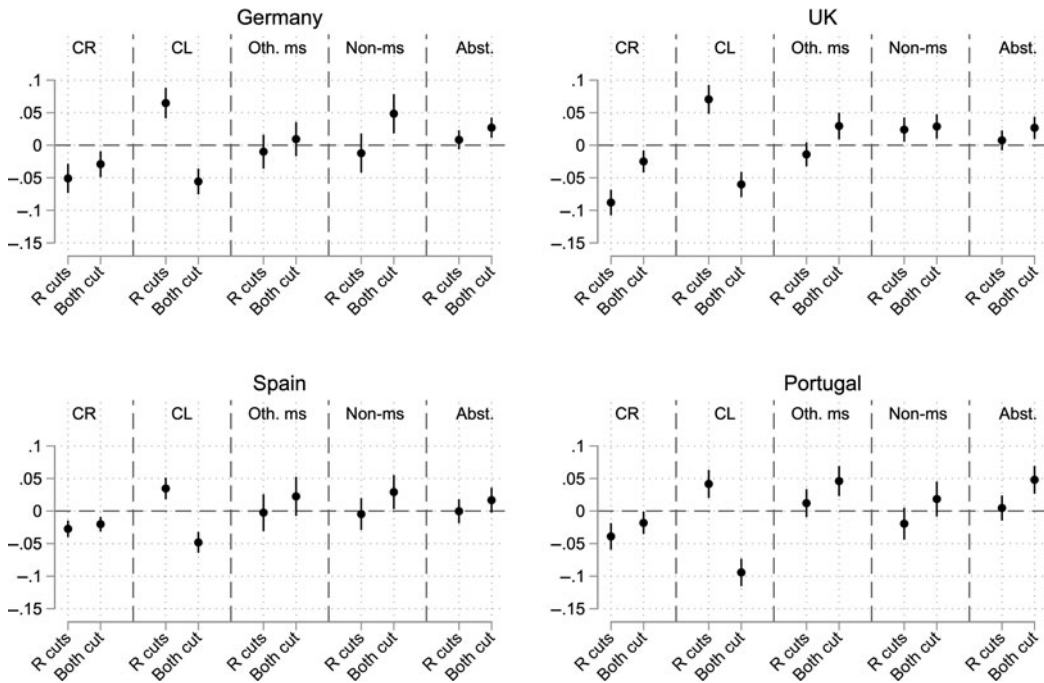 Germany
CR CL Oth. ms Non-ms Abst.
.1
.05
0
–.05
–.1
–.15
R cuts Both cut R cuts Both cut R cuts Both cut R cuts Both cut R cuts Both cut
UK
CR CL Oth. ms Non-ms Abst.
.1
.05
0
–.05
–.1
–.15
R cuts Both cut R cuts Both cut R cuts Both cut R cuts Both cut R cuts Both cut
Spain
CR CL Oth. ms Non-ms Abst.
.1
.05
0
–.05
–.1
–.15
R cuts Both cut R cuts Both cut R cuts Both cut R cuts Both cut R cuts Both cut
Portugal
CR CL Oth. ms Non-ms Abst.
.1
.05
0
–.05
–.1
–.15
R cuts Both cut R cuts Both cut R cuts Both cut R cuts Both cut R cuts Both cut